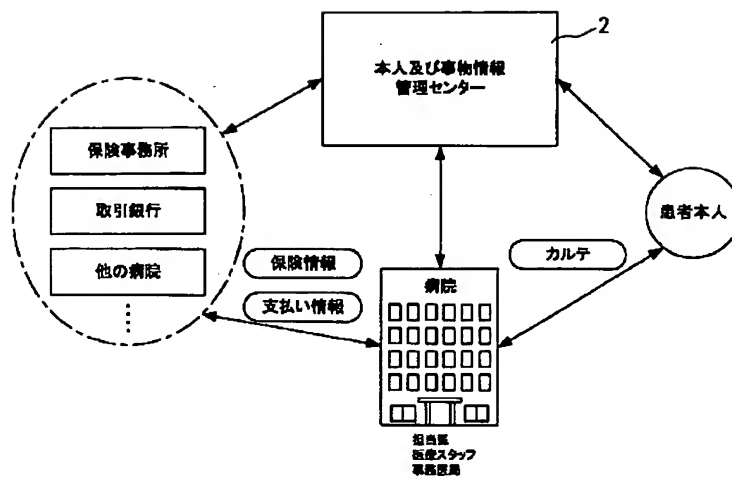 2
本人及び事物情報
管理センター
保険事務所
取引銀行
他の病院
患者本人
保険情報
支払い情報
カルテ
病院
担当医
医療スタッフ
事務医局